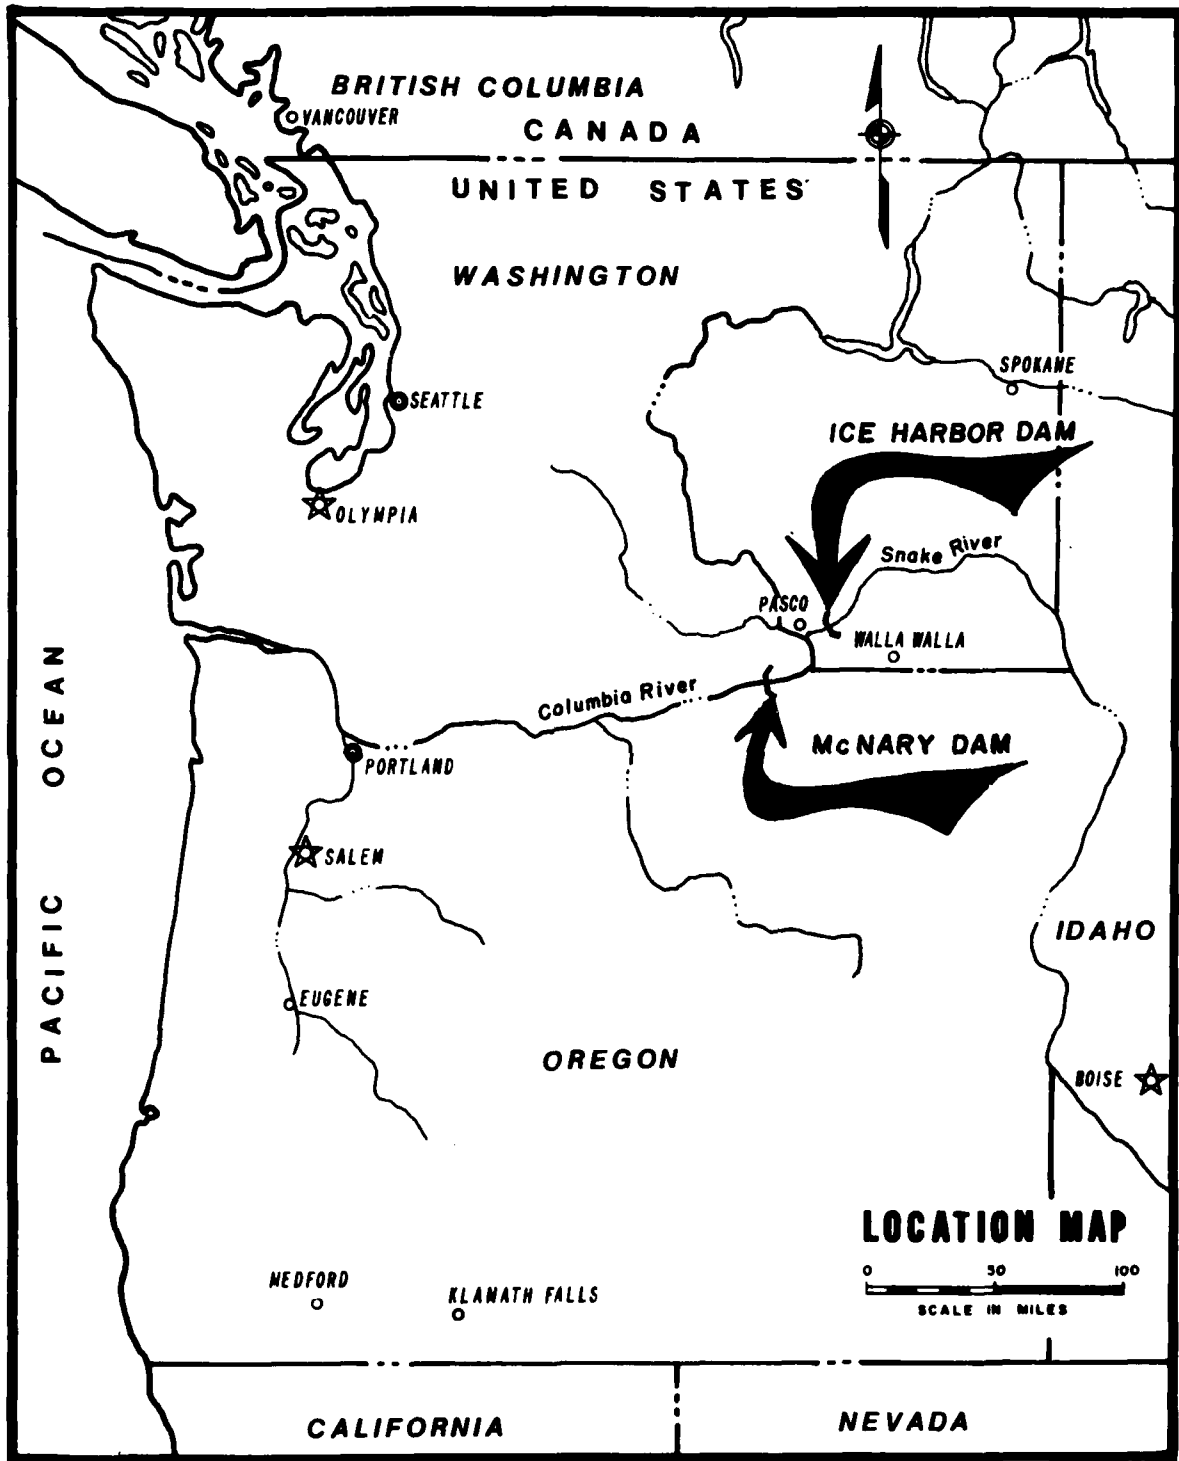 BRITISH COLUMBIA
VANCOUVER
CANADA
UNITED STATES
WASHINGTON
SPOKANE
SEATTLE
ICE HARBOR DAM
OLYMPIA
Snake River
PASCO
WALLA WALLA
Columbia River
McNARY DAM
PORTLAND
SALEM
PACIFIC OCEAN
IDAHO
EUGENE
OREGON
BOISE
LOCATION MAP
0 50 100
SCALE IN MILES
MEDFORD
KLAMATH FALLS
CALIFORNIA
NEVADA